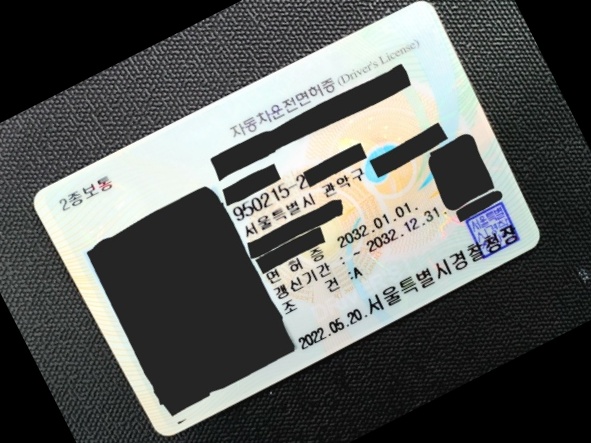 자동차운전면허증 (Driver's License)
2종보통
950215-2
서울특별시 관악구
면 허 증 2032.01.01.
갱신기간 : ~ 2032.12.31.
조 건 :A
2022.05.20. 서울특별시경찰청장